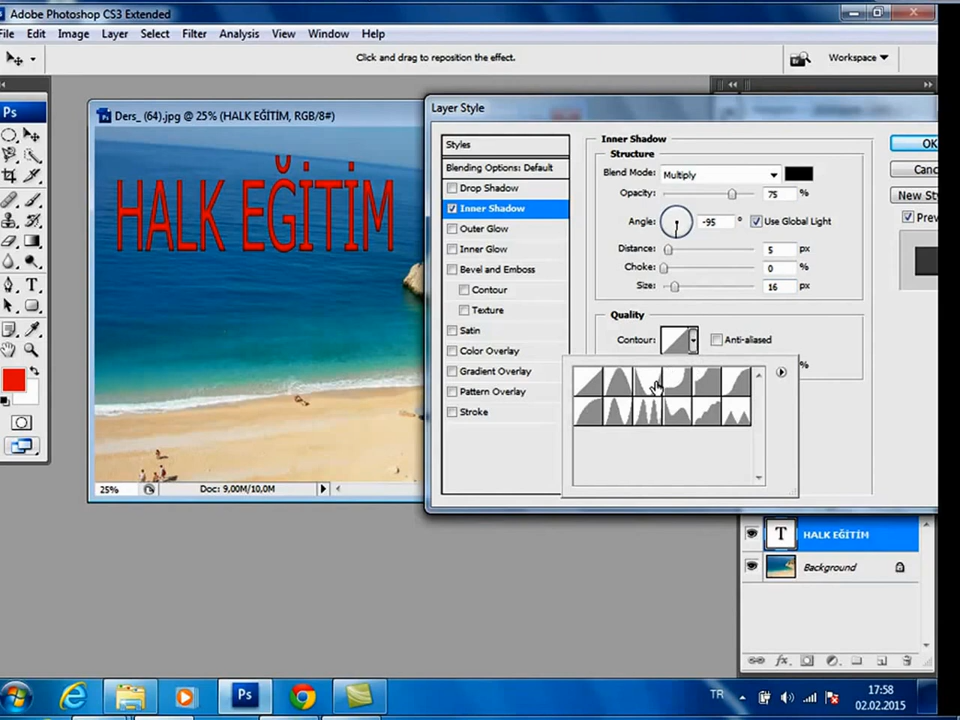 Adobe Photoshop CS3 Extended
File Edit Image Layer Select Filter Analysis View Window Help
Click and drag to reposition the effect.
Workspace
Ps
Ders_ (64).jpg @ 25% (HALK EĞİTİM, RGB/8#)
HALK EĞİTİM
25%
Doc: 9,00M/10,0M
Layer Style
Styles
Blending Options: Default
Drop Shadow
Inner Shadow
Outer Glow
Inner Glow
Bevel and Emboss
Contour
Texture
Satin
Color Overlay
Gradient Overlay
Pattern Overlay
Stroke
Inner Shadow
Structure
Blend Mode: Multiply
Opacity: 75 %
Angle: -95 ° Use Global Light
Distance: 5 px
Choke: 0 %
Size: 16 px
Quality
Contour: Anti-aliased
%
OK
Canc
New St
Prev
T HALK EĞİTİM
Background
fx
Ps
TR
17:58
02.02.2015